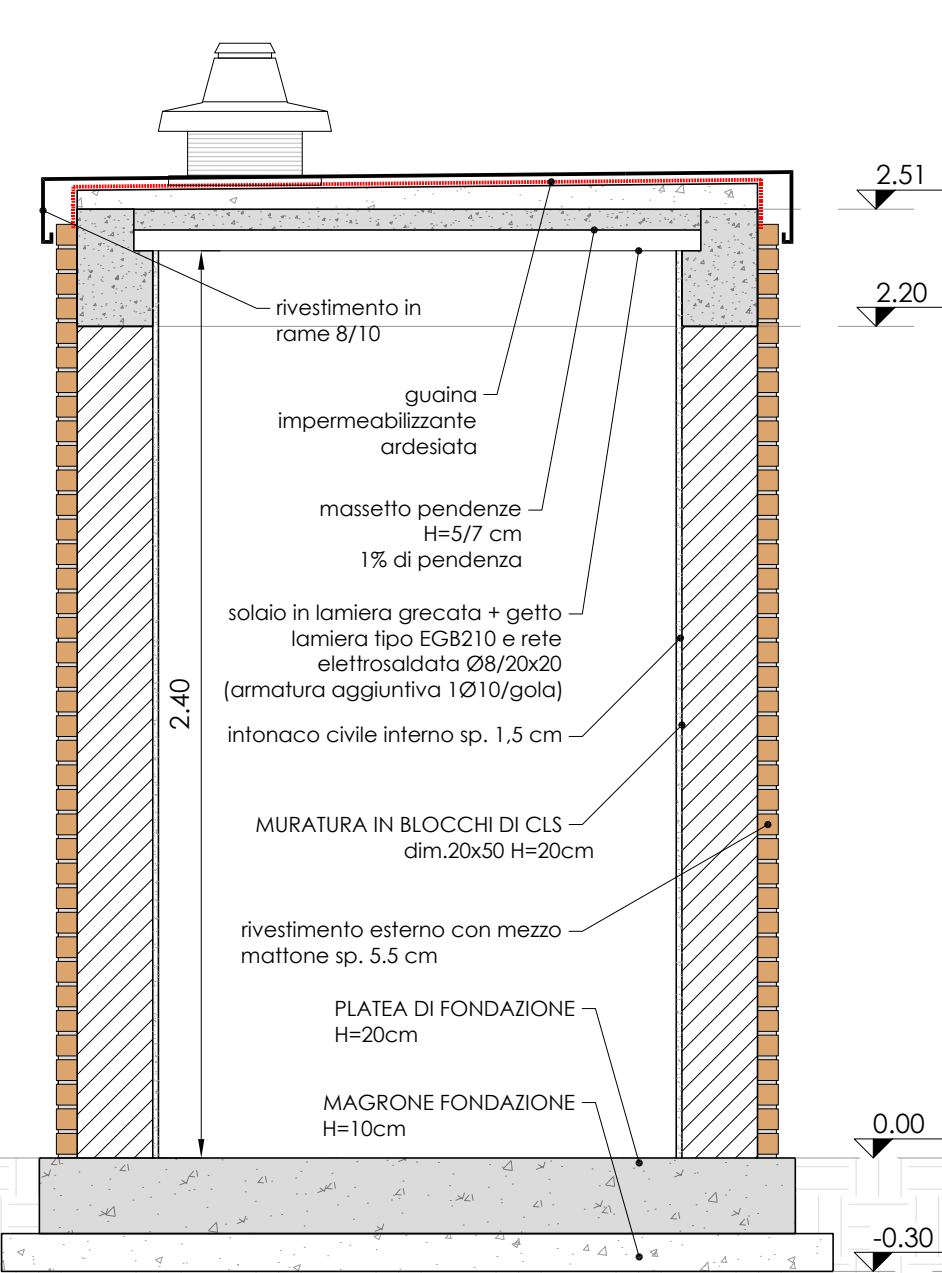 2.51
2.20
rivestimento in
rame 8/10
guaina
impermeabilizzante
ardesiata
massetto pendenze
H=5/7 cm
1% di pendenza
solaio in lamiera grecata + getto
lamiera tipo EGB210 e rete
elettrosaldata Ø8/20x20
(armatura aggiuntiva 1Ø10/gola)
2.40
intonaco civile interno sp. 1,5 cm
MURATURA IN BLOCCHI DI CLS
dim.20x50 H=20cm
rivestimento esterno con mezzo
mattone sp. 5.5 cm
PLATEA DI FONDAZIONE
H=20cm
MAGRONE FONDAZIONE
H=10cm
0.00
-0.30